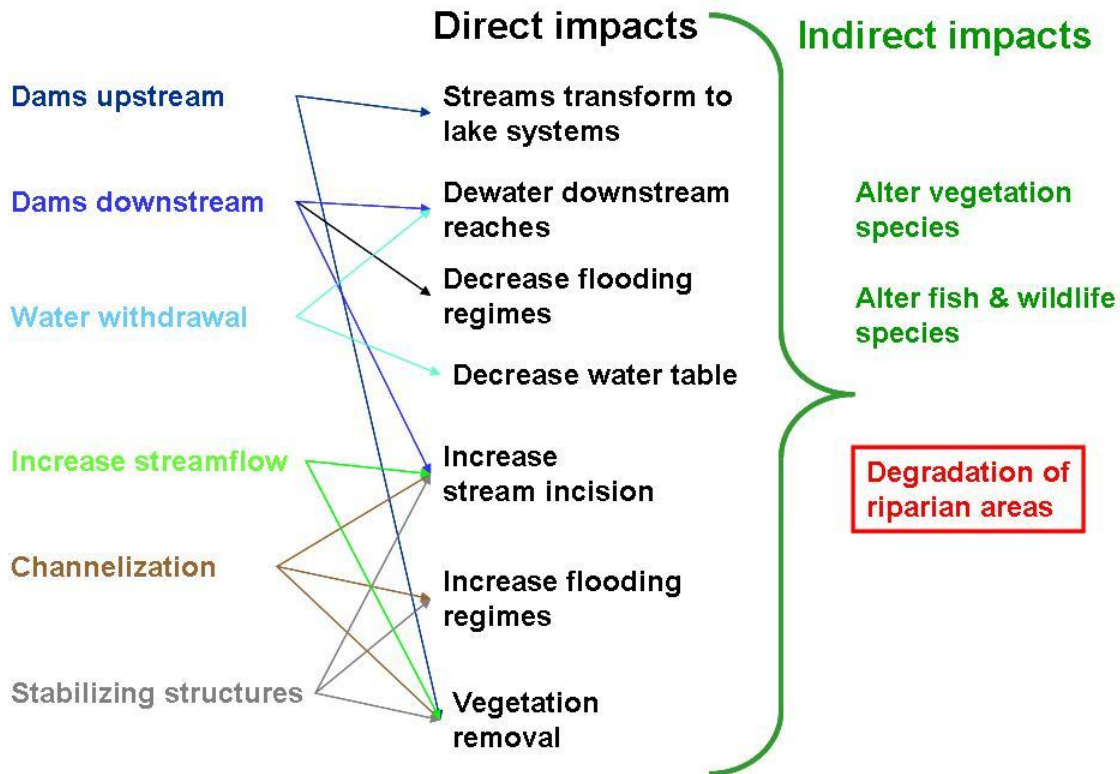 Direct impacts
Indirect impacts
Dams upstream
Dams downstream
Water withdrawal
Increase streamflow
Channelization
Stabilizing structures
Streams transform to
lake systems
Dewater downstream
reaches
Decrease flooding
regimes
Decrease water table
Increase
stream incision
Increase flooding
regimes
Vegetation
removal
Alter vegetation
species
Alter fish & wildlife
species
Degradation of
riparian areas